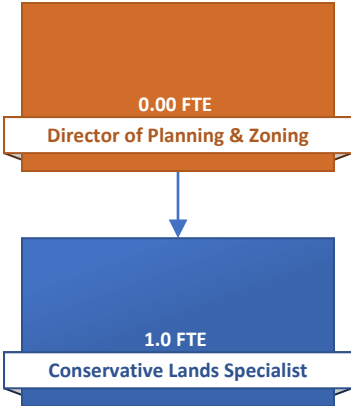 0.00 FTE
Director of Planning & Zoning
1.0 FTE
Conservative Lands Specialist